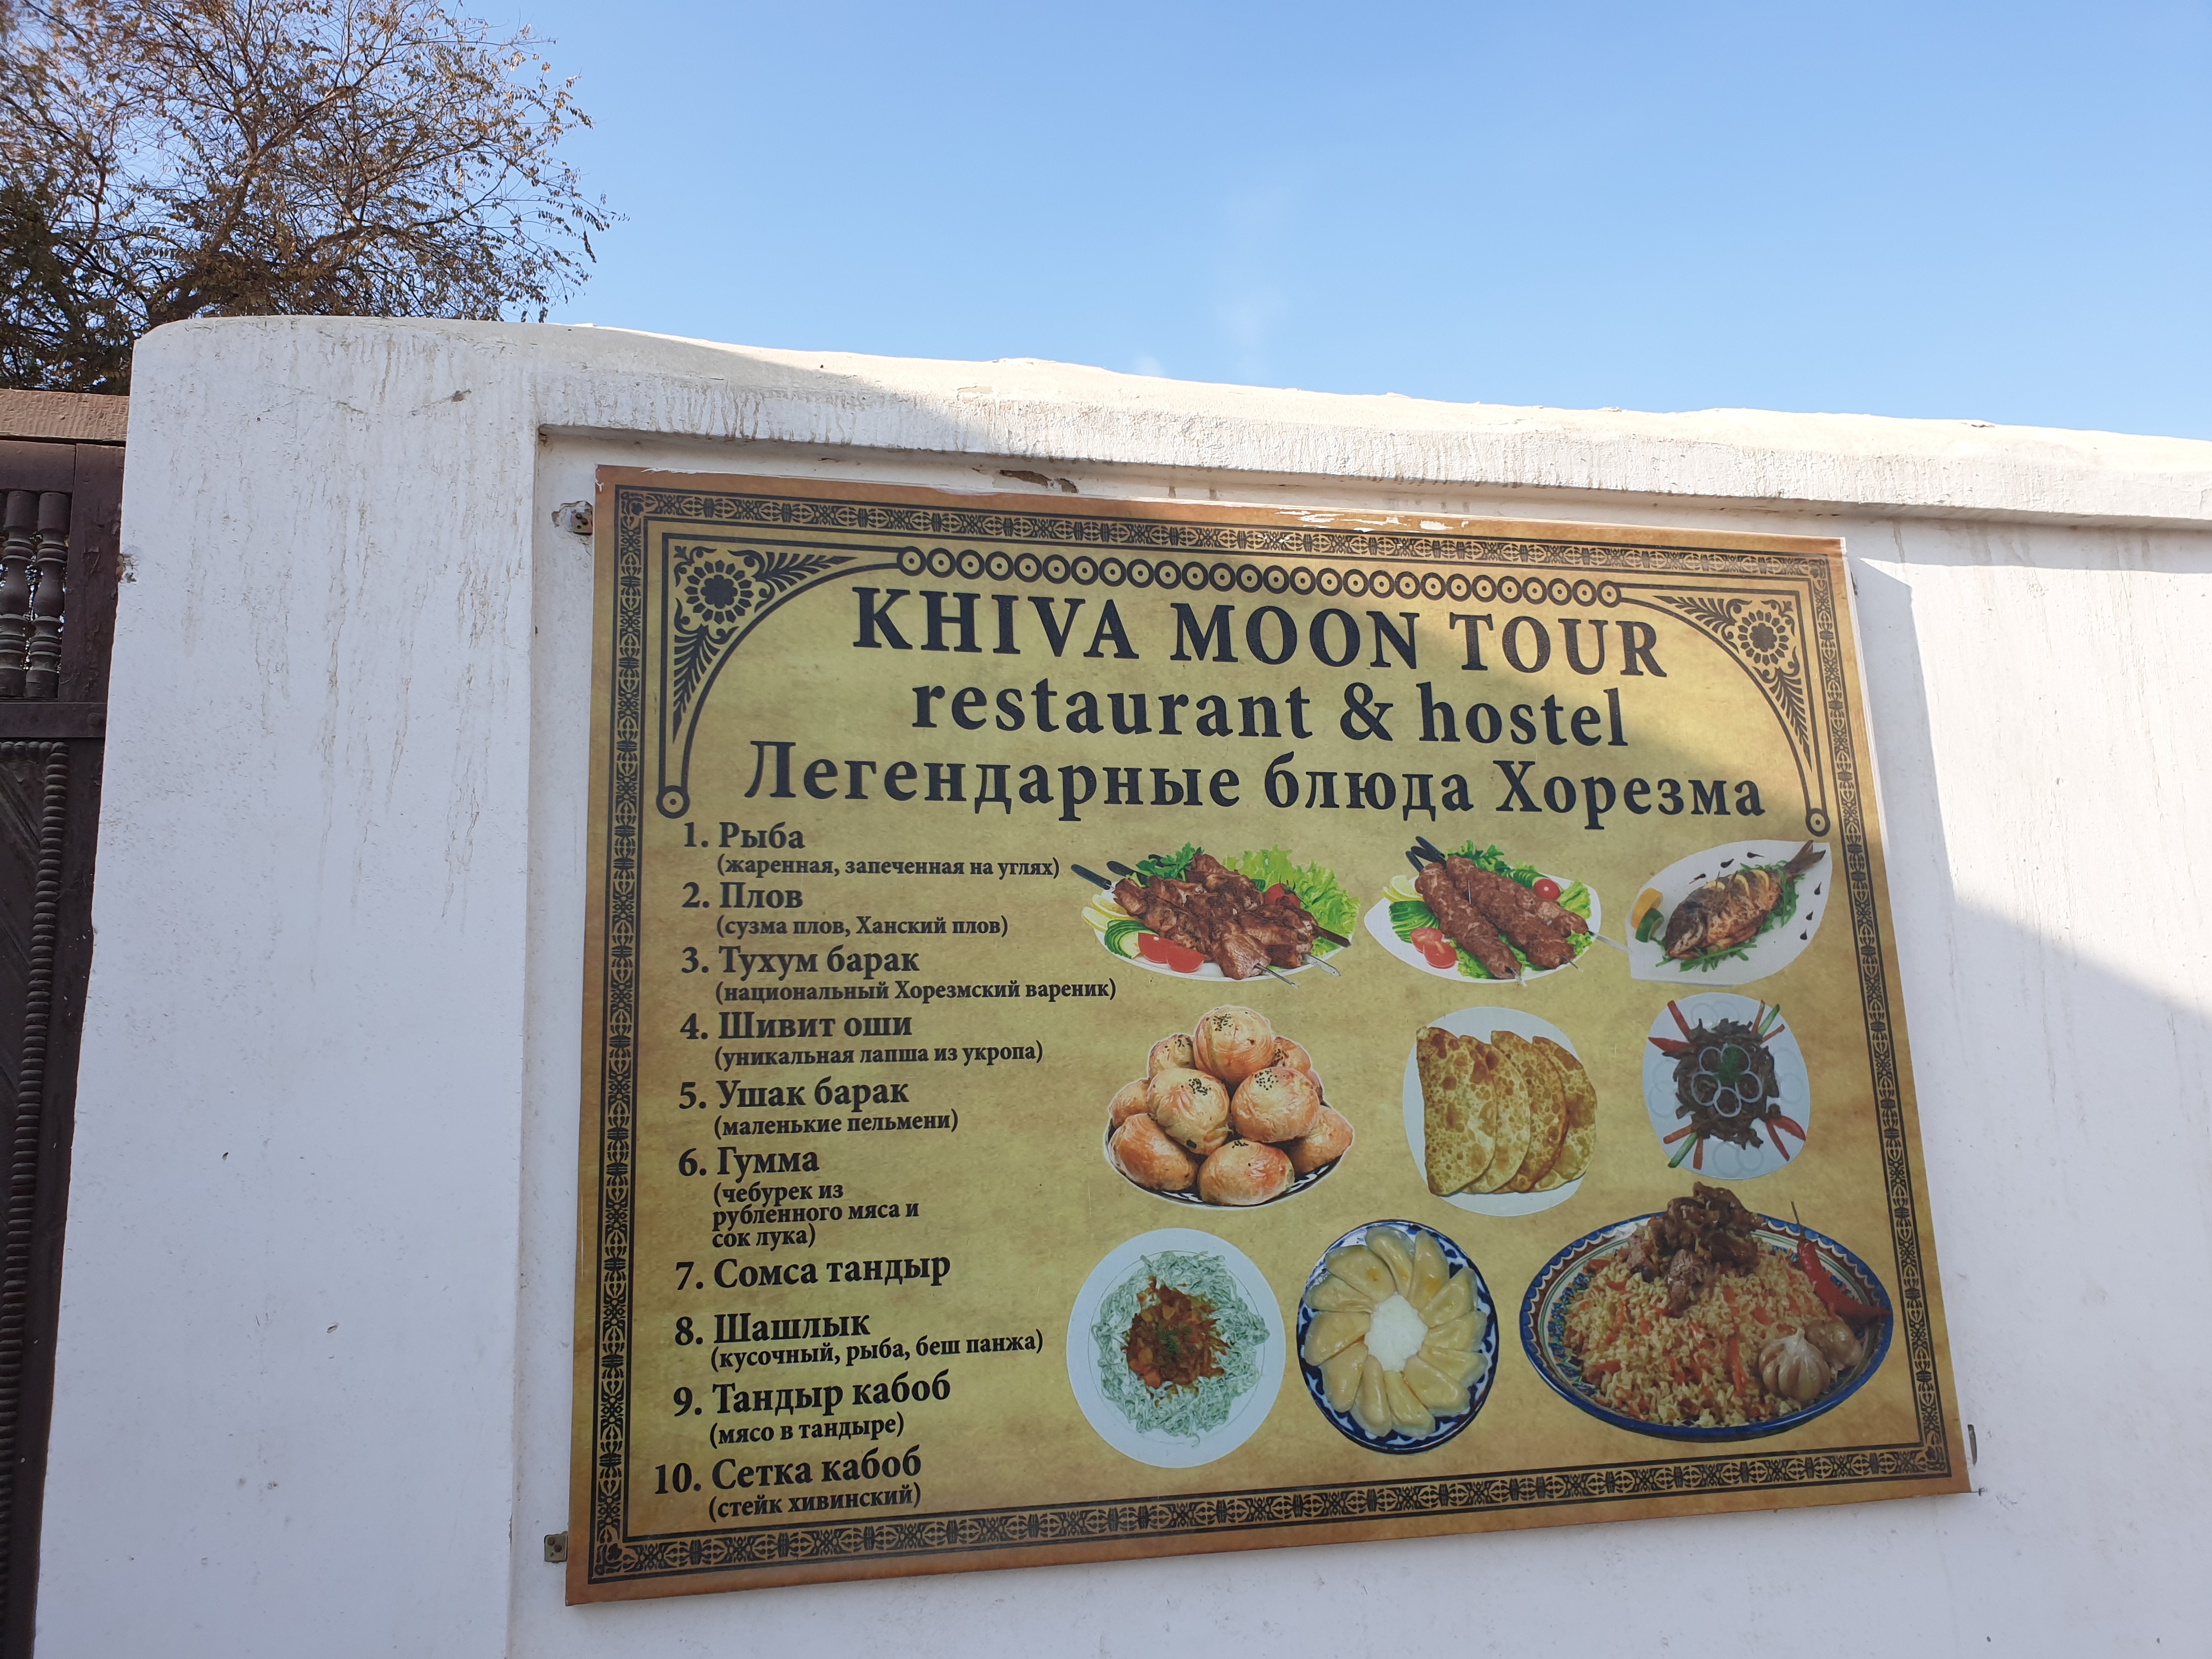 KHIVA MOON TOUR
restaurant & hostel
Легендарные блюда Хорезма
1. Рыба
(жаренная, запеченная на углях)
2. Плов
(сузма плов, Ханский плов)
3. Тухум барак
(национальный Хорезмский вареник)
4. Шивит оши
(уникальная лапша из укропа)
5. Ушак барак
(маленькие пельмени)
6. Гумма
(чебурек из
рубленного мяса и
сок лука)
7. Сомса тандыр
8. Шашлык
(кусочный, рыба, беш панжа)
9. Тандыр кабоб
(мясо в тандыре)
10. Сетка кабоб
(стейк хивинский)